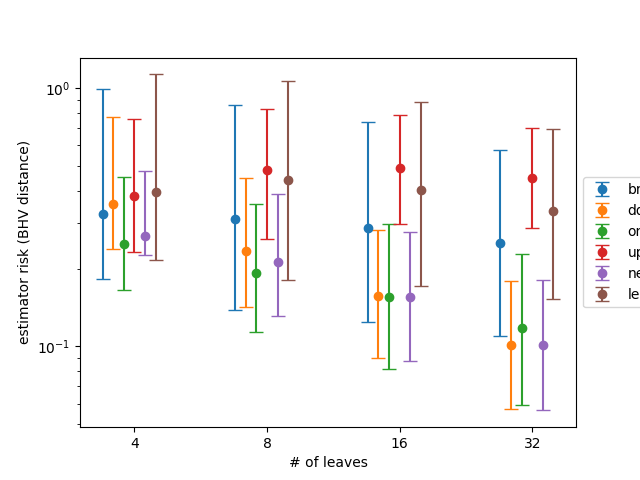 estimator risk (BHV distance)
10⁰
10⁻¹
4 8 16 32
# of leaves
br
do
or
up
ne
le